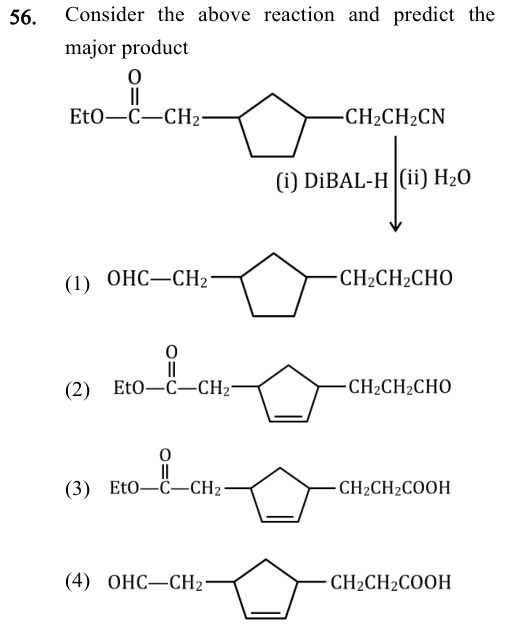 56. Consider the above reaction and predict the
major product
O
||
EtO—C—CH₂ —CH₂CH₂CN
(i) DiBAL-H (ii) H₂O
(1) OHC—CH₂ —CH₂CH₂CHO
O
||
(2) EtO—C—CH₂ —CH₂CH₂CHO
O
||
(3) EtO—C—CH₂ —CH₂CH₂COOH
(4) OHC—CH₂ —CH₂CH₂COOH